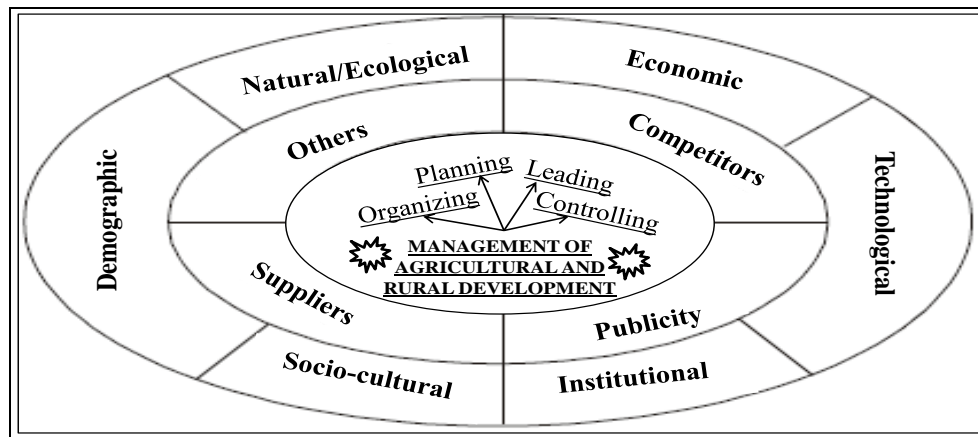 Natural/Ecological
Economic
Others
Competitors
Demographic
Technological
Planning
Leading
Organizing
Controlling
MANAGEMENT OF
AGRICULTURAL AND
RURAL DEVELOPMENT
Suppliers
Publicity
Socio-cultural
Institutional